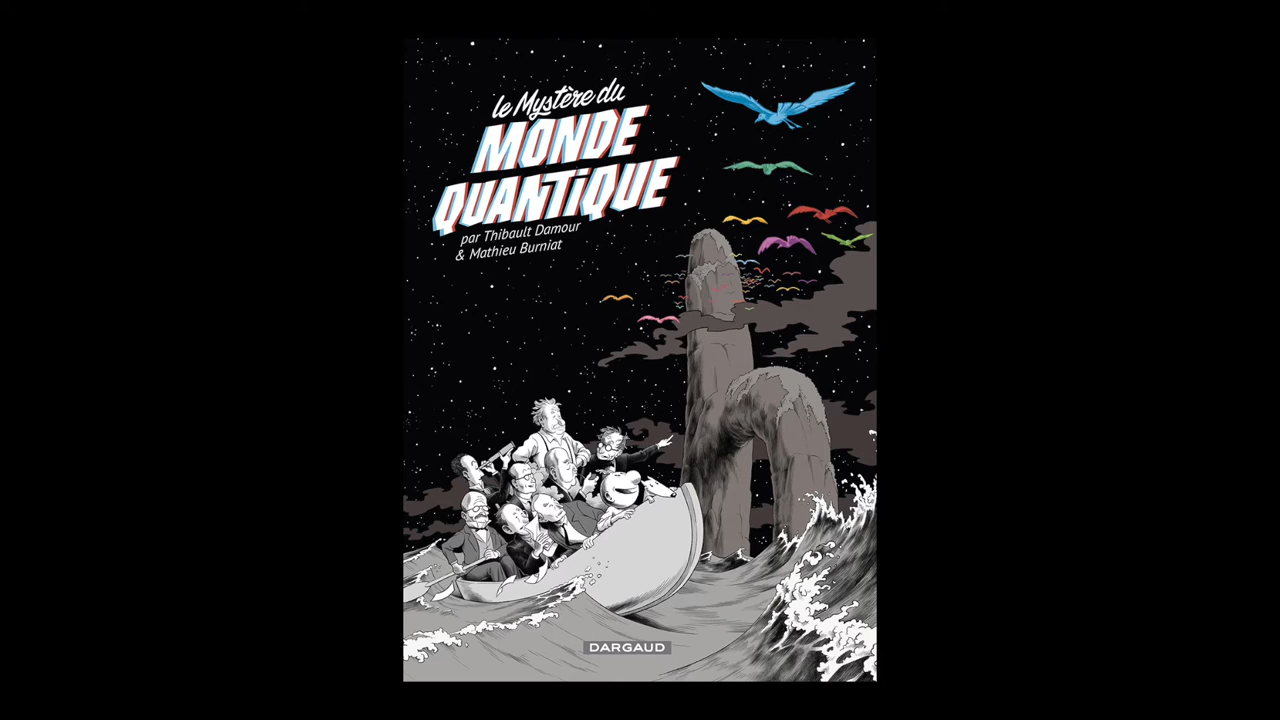 le Mystère du
MONDE
QUANTIQUE
par Thibault Damour
& Mathieu Burniat
DARGAUD